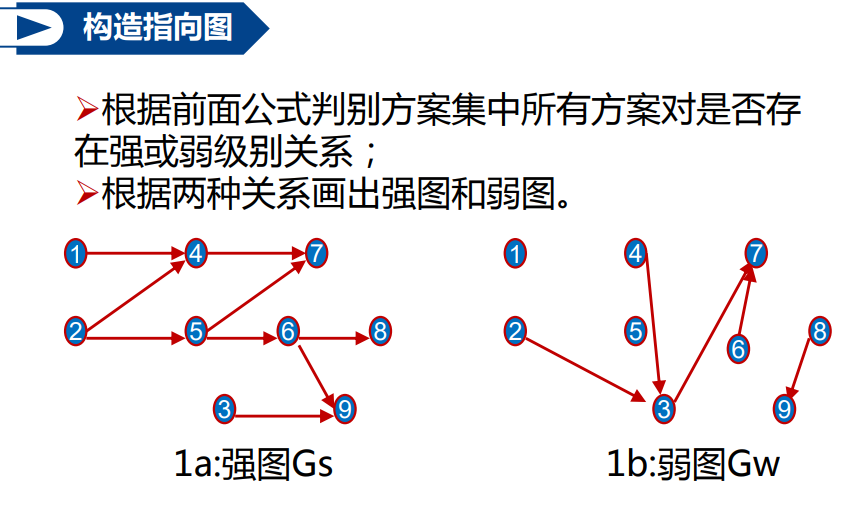 构造指向图
➢根据前面公式判别方案集中所有方案对是否存
在强或弱级别关系；
➢根据两种关系画出强图和弱图。
1 4 7 1 4 7
2 5 6 8 2 5 6 8
3 9 3 9
1a:强图Gs 1b:弱图Gw